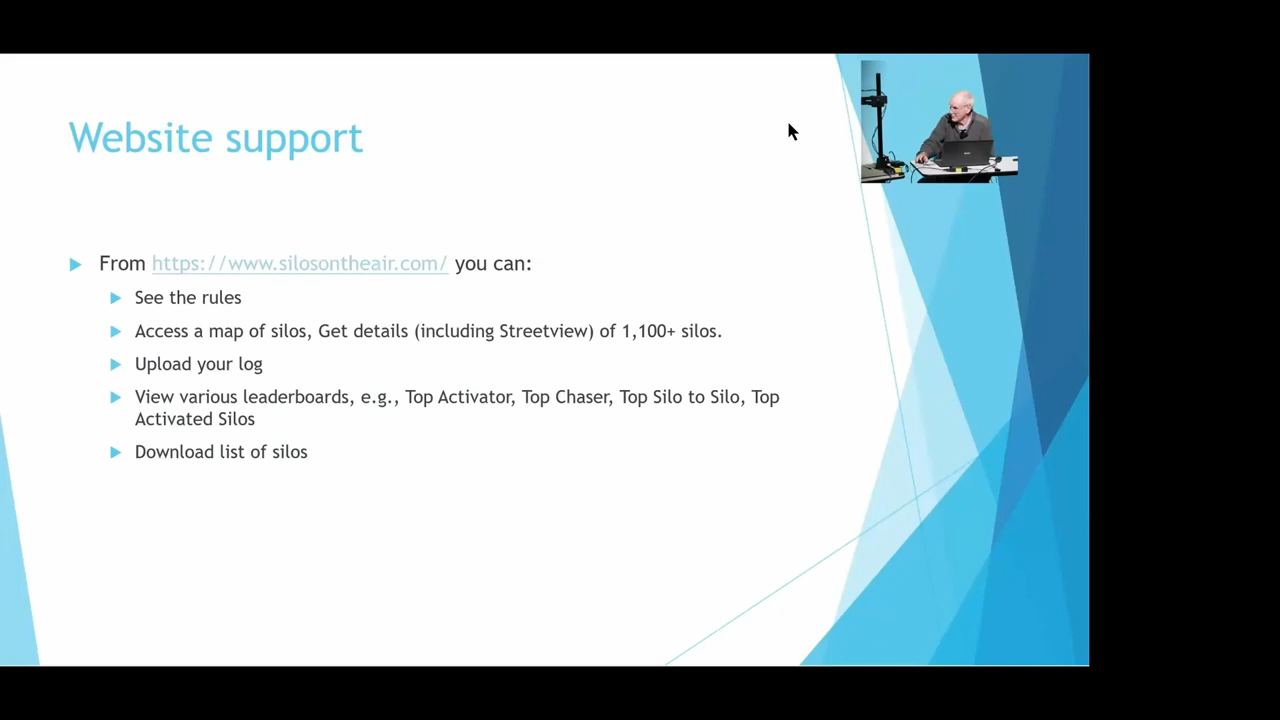 Website support
From https://www.silosontheair.com/ you can:
See the rules
Access a map of silos, Get details (including Streetview) of 1,100+ silos.
Upload your log
View various leaderboards, e.g., Top Activator, Top Chaser, Top Silo to Silo, Top
Activated Silos
Download list of silos